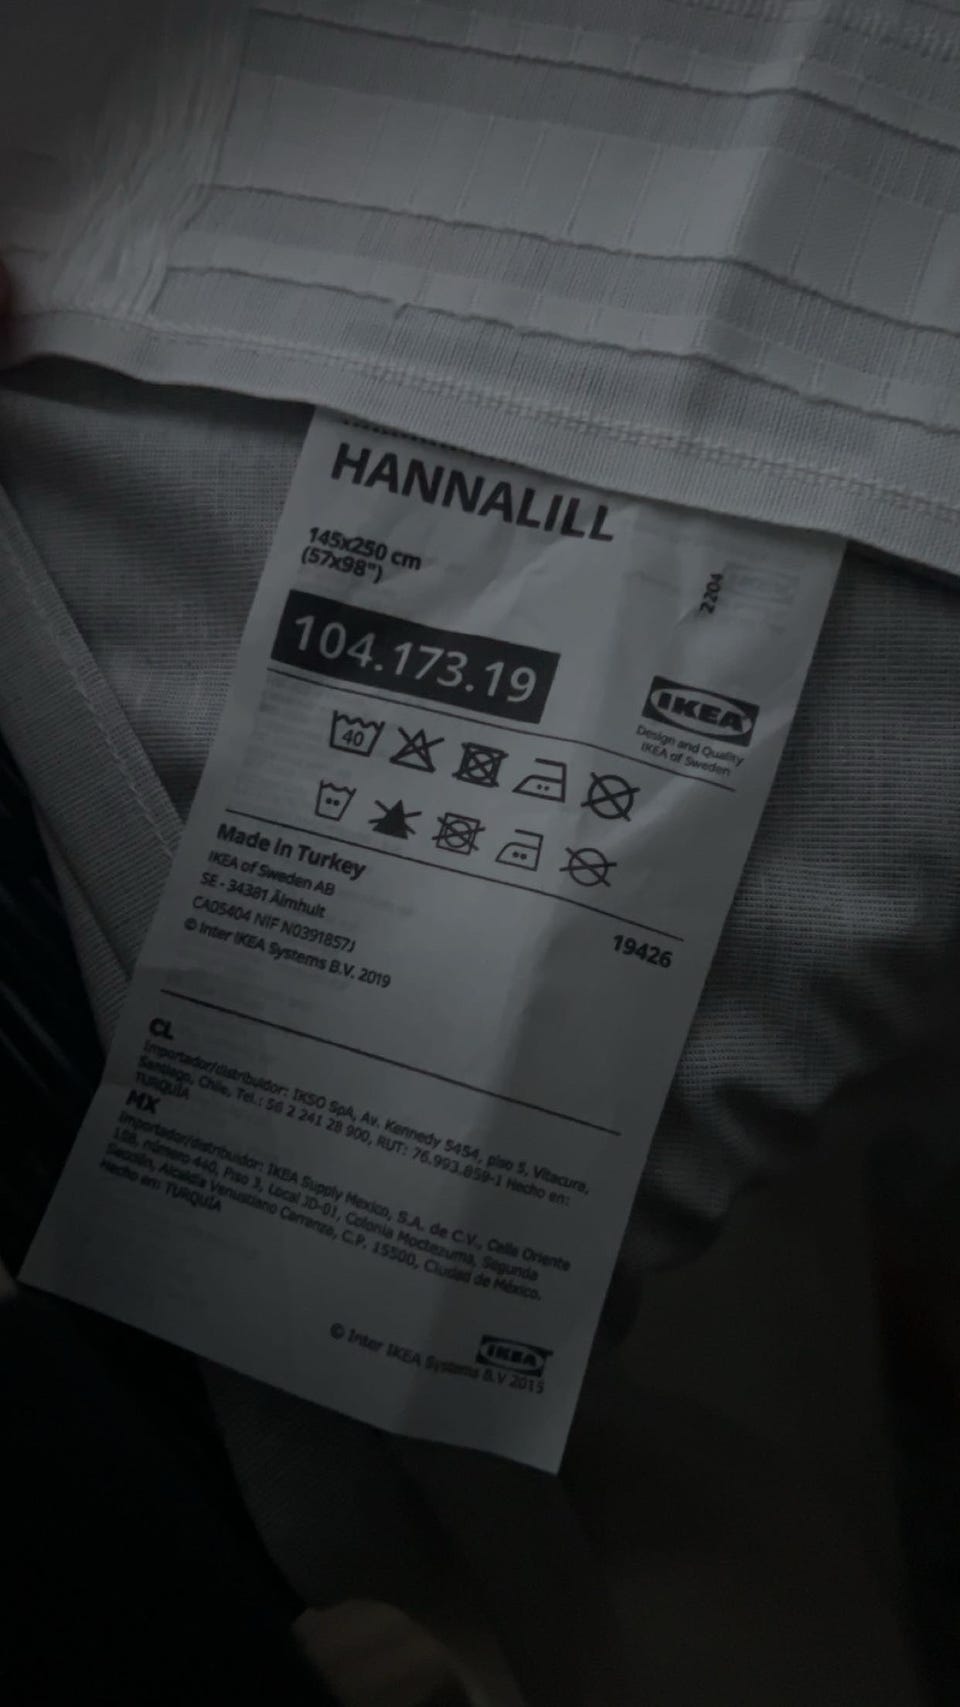 HANNALILL
145x250 cm
(57x98")
2204
104.173.19
IKEA
Design and Quality
IKEA of Sweden
40
Made in Turkey
IKEA of Sweden AB
SE - 34381 Älmhult
CA05404 NIF N0391857J
© Inter IKEA Systems B.V. 2019
19426
CL
Importador/distribuidor: IKSO SpA, Av. Kennedy 5454, piso 5, Vitacura,
Santiago, Chile, Tel.: 56 2 241 28 900, RUT: 76.993.859-1 Hecho en:
TURQUÍA
MX
Importador/distribuidor: IKEA Supply Mexico, S.A. de C.V., Calle Oriente
158, número 440, Piso 3, Local JD-01, Colonia Moctezuma, Segunda
Sección, Alcaldía Venustiano Carranza, C.P. 15500, Ciudad de México.
Hecho en: TURQUÍA
IKEA
© Inter IKEA Systems B.V 2015